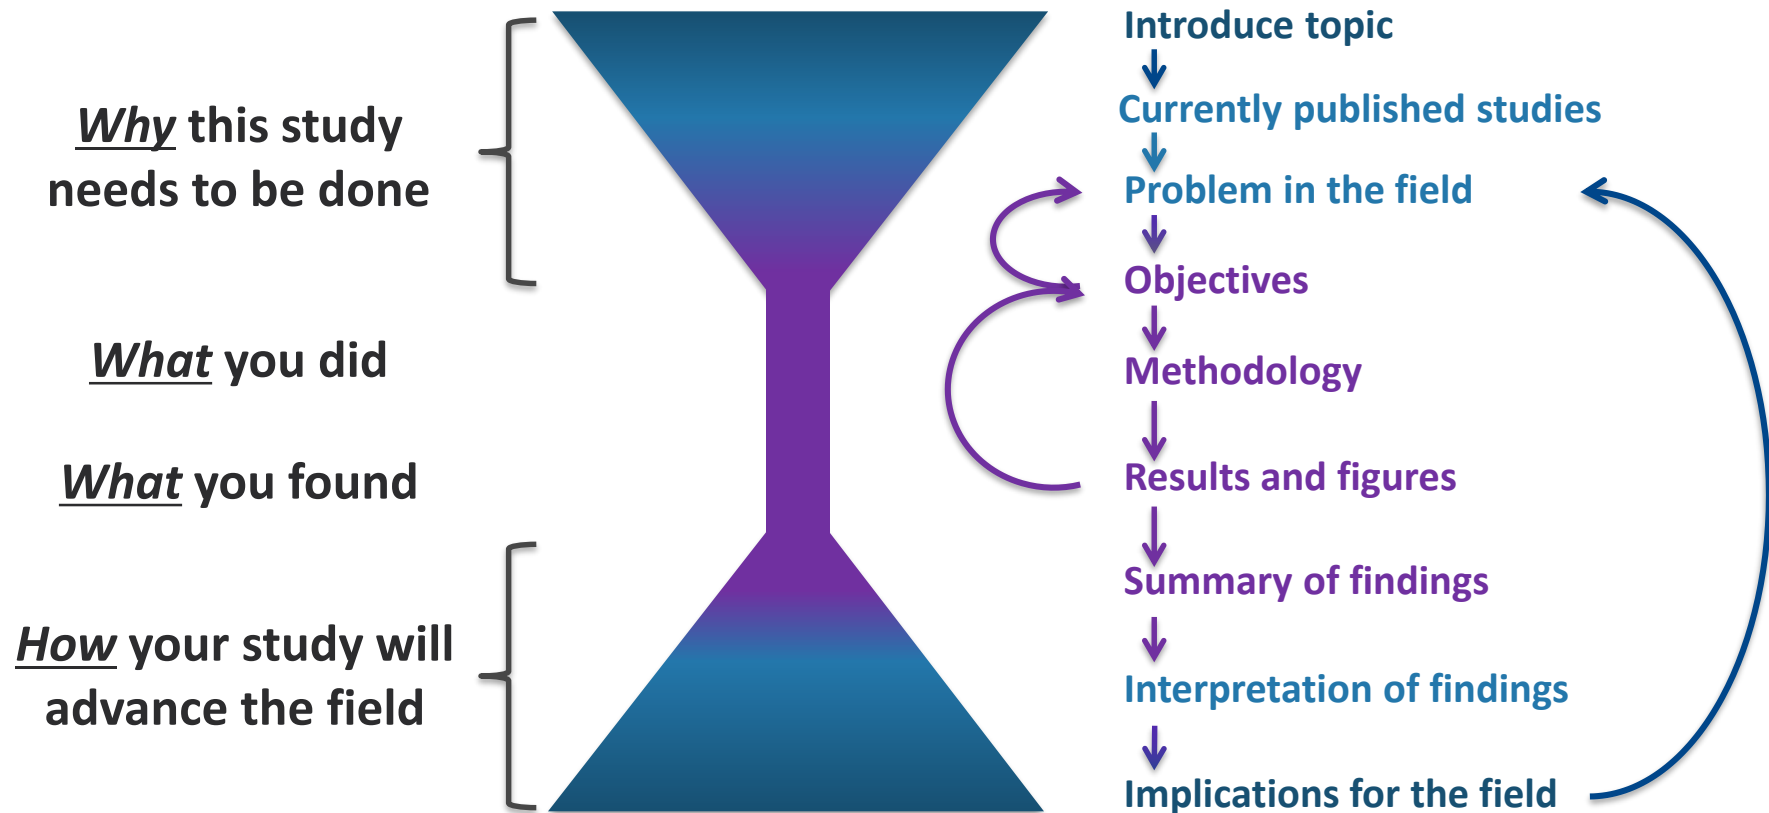 Why this study
needs to be done
What you did
What you found
How your study will
advance the field
Introduce topic
Currently published studies
Problem in the field
Objectives
Methodology
Results and figures
Summary of findings
Interpretation of findings
Implications for the field